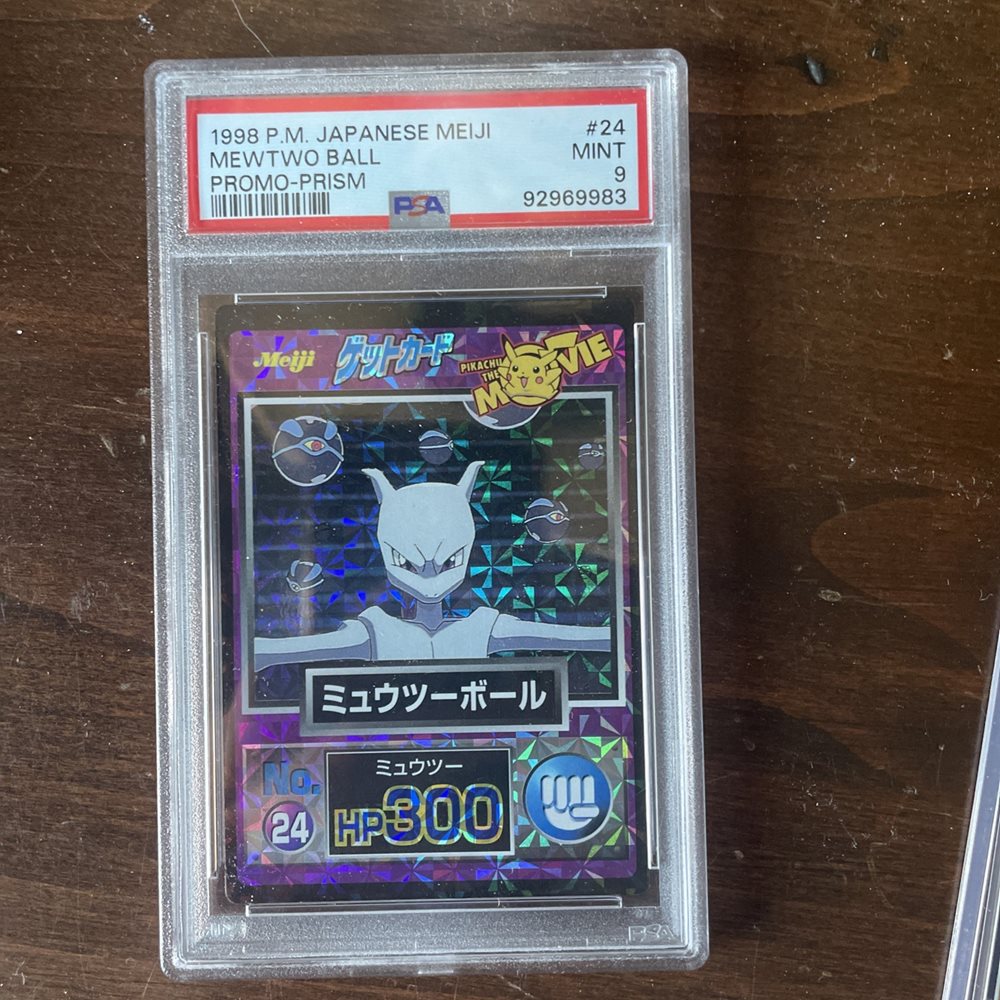 1998 P.M. JAPANESE MEIJI #24
MEWTWO BALL MINT
PROMO-PRISM 9
PSA 92969983
Meiji ゲットカード PIKACHU THE MOVIE
ミュウツーボール
No. 24
ミュウツー
HP300
PSA